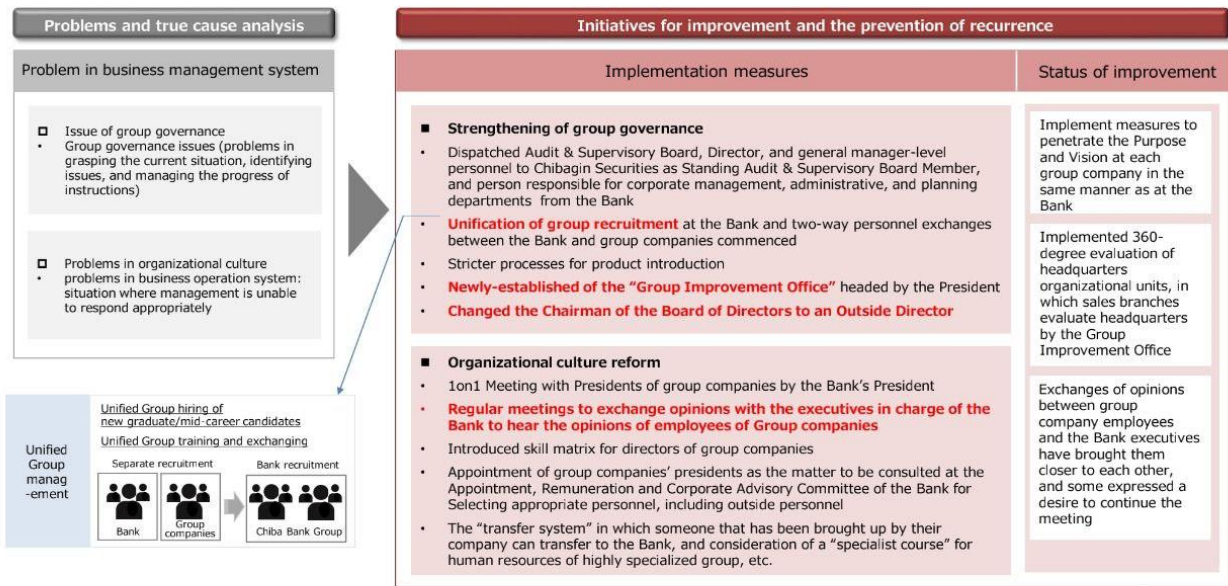 Problems and true cause analysis
Problem in business management system
Issue of group governance
• Group governance issues (problems in
grasping the current situation, identifying
issues, and managing the progress of
instructions)
Problems in organizational culture
• problems in business operation system:
situation where management is unable
to respond appropriately
Unified
Group
manag
-ement
Unified Group hiring of
new graduate/mid-career candidates
Unified Group training and exchanging
Separate recruitment
Bank recruitment
Bank
Group
companies
Chiba Bank Group
Initiatives for improvement and the prevention of recurrence
Implementation measures
■ Strengthening of group governance
• Dispatched Audit & Supervisory Board, Director, and general manager-level
personnel to Chibagin Securities as Standing Audit & Supervisory Board Member,
and person responsible for corporate management, administrative, and planning
departments from the Bank
• Unification of group recruitment at the Bank and two-way personnel exchanges
between the Bank and group companies commenced
• Stricter processes for product introduction
• Newly-established of the “Group Improvement Office” headed by the President
• Changed the Chairman of the Board of Directors to an Outside Director
■ Organizational culture reform
• 1on1 Meeting with Presidents of group companies by the Bank’s President
• Regular meetings to exchange opinions with the executives in charge of the
Bank to hear the opinions of employees of Group companies
• Introduced skill matrix for directors of group companies
• Appointment of group companies’ presidents as the matter to be consulted at the
Appointment, Remuneration and Corporate Advisory Committee of the Bank for
Selecting appropriate personnel, including outside personnel
• The “transfer system” in which someone that has been brought up by their
company can transfer to the Bank, and consideration of a “specialist course” for
human resources of highly specialized group, etc.
Status of improvement
Implement measures to
penetrate the Purpose
and Vision at each
group company in the
same manner as at the
Bank
Implemented 360-
degree evaluation of
headquarters
organizational units, in
which sales branches
evaluate headquarters
by the Group
Improvement Office
Exchanges of opinions
between group
company employees
and the Bank executives
have brought them
closer to each other,
and some expressed a
desire to continue the
meeting